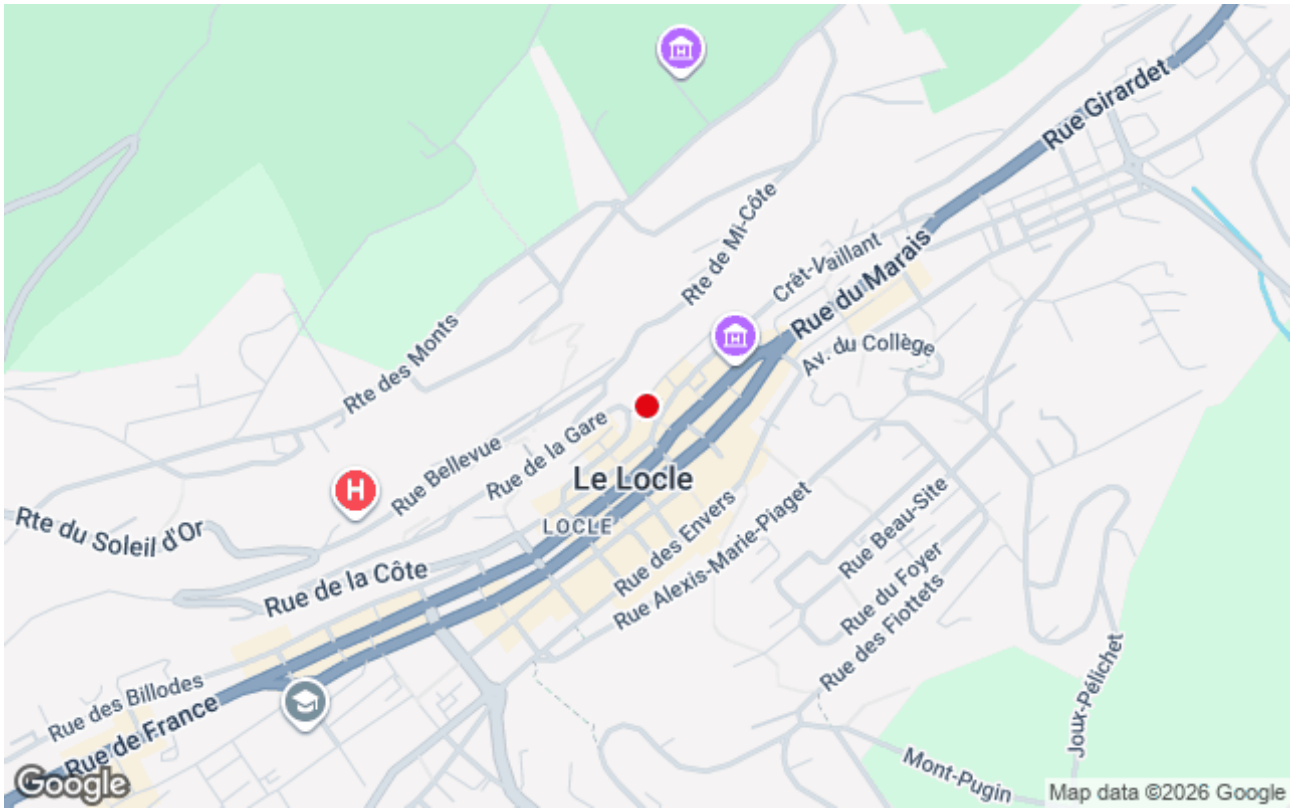 H
Rue Girardet
Rte de Mi-Côte
Crêt-Vaillant
Rue du Marais
H
Av. du Collège
Rte des Monts
Rue de la Gare
Rue Bellevue
H
Le Locle
LOCLE
Rte du Soleil d'Or
Rue des Envers
Rue Alexis-Marie-Piaget
Rue Beau-Site
Rue de la Côte
Rue du Foyer
Rue des Fiottets
Joux-Pélichet
Rue des Billodes
Rue de France
Mont-Pugin
Google
Map data ©2026 Google